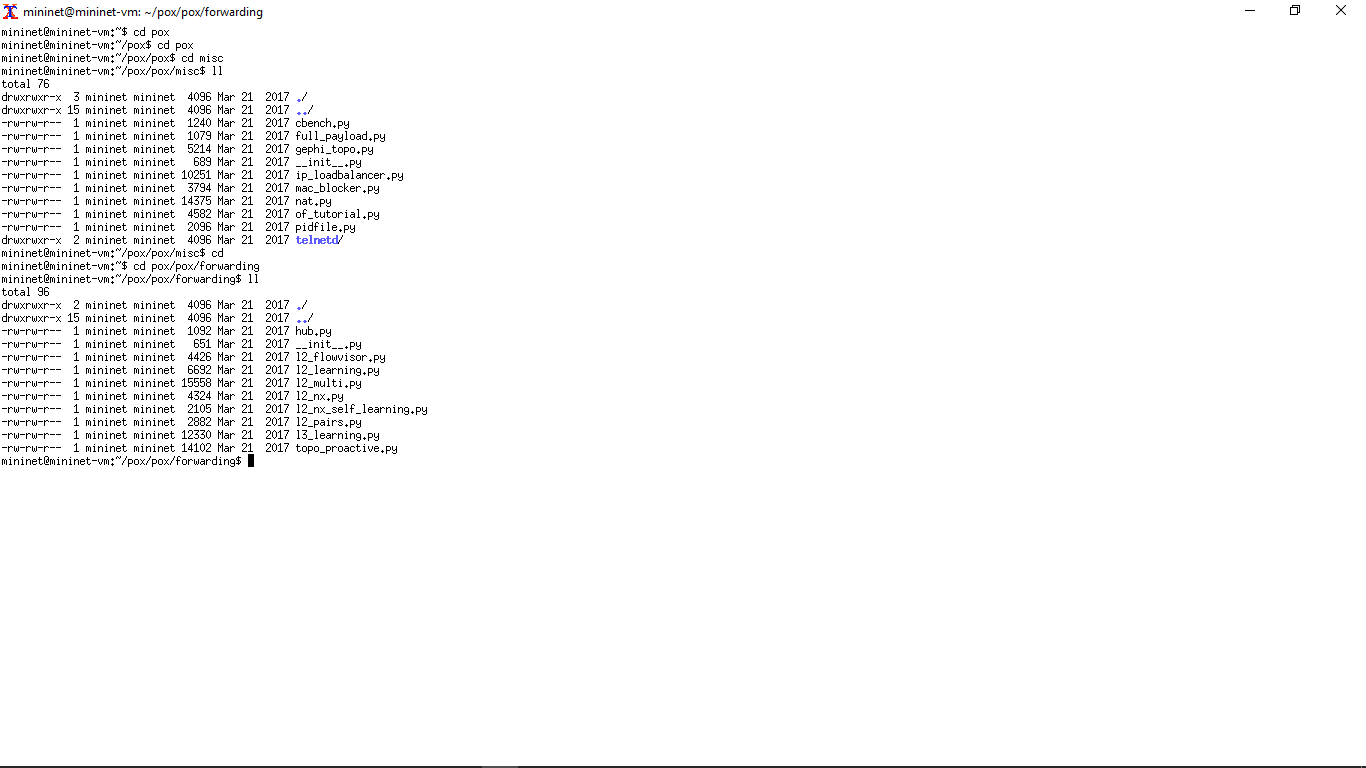 mininet@mininet-vm: ~/pox/pox/forwarding
mininet@mininet-vm:~$ cd pox
mininet@mininet-vm:~/pox$ cd pox
mininet@mininet-vm:~/pox/pox$ cd misc
mininet@mininet-vm:~/pox/pox/misc$ ll
total 76
drwxrwxr-x  3 mininet mininet  4096 Mar 21  2017 ./
drwxrwxr-x 15 mininet mininet  4096 Mar 21  2017 ../
-rw-rw-r--  1 mininet mininet  1240 Mar 21  2017 cbench.py
-rw-rw-r--  1 mininet mininet  1079 Mar 21  2017 full_payload.py
-rw-rw-r--  1 mininet mininet  5214 Mar 21  2017 gephi_topo.py
-rw-rw-r--  1 mininet mininet   689 Mar 21  2017 __init__.py
-rw-rw-r--  1 mininet mininet 10251 Mar 21  2017 ip_loadbalancer.py
-rw-rw-r--  1 mininet mininet  3794 Mar 21  2017 mac_blocker.py
-rw-rw-r--  1 mininet mininet 14375 Mar 21  2017 nat.py
-rw-rw-r--  1 mininet mininet  4582 Mar 21  2017 of_tutorial.py
-rw-rw-r--  1 mininet mininet  2096 Mar 21  2017 pidfile.py
drwxrwxr-x  2 mininet mininet  4096 Mar 21  2017 telnetd/
mininet@mininet-vm:~/pox/pox/misc$ cd
mininet@mininet-vm:~$ cd pox/pox/forwarding
mininet@mininet-vm:~/pox/pox/forwarding$ ll
total 96
drwxrwxr-x  2 mininet mininet  4096 Mar 21  2017 ./
drwxrwxr-x 15 mininet mininet  4096 Mar 21  2017 ../
-rw-rw-r--  1 mininet mininet  1092 Mar 21  2017 hub.py
-rw-rw-r--  1 mininet mininet   651 Mar 21  2017 __init__.py
-rw-rw-r--  1 mininet mininet  4426 Mar 21  2017 l2_flowvisor.py
-rw-rw-r--  1 mininet mininet  6692 Mar 21  2017 l2_learning.py
-rw-rw-r--  1 mininet mininet 15558 Mar 21  2017 l2_multi.py
-rw-rw-r--  1 mininet mininet  4324 Mar 21  2017 l2_nx.py
-rw-rw-r--  1 mininet mininet  2105 Mar 21  2017 l2_nx_self_learning.py
-rw-rw-r--  1 mininet mininet  2882 Mar 21  2017 l2_pairs.py
-rw-rw-r--  1 mininet mininet 12330 Mar 21  2017 l3_learning.py
-rw-rw-r--  1 mininet mininet 14102 Mar 21  2017 topo_proactive.py
mininet@mininet-vm:~/pox/pox/forwarding$